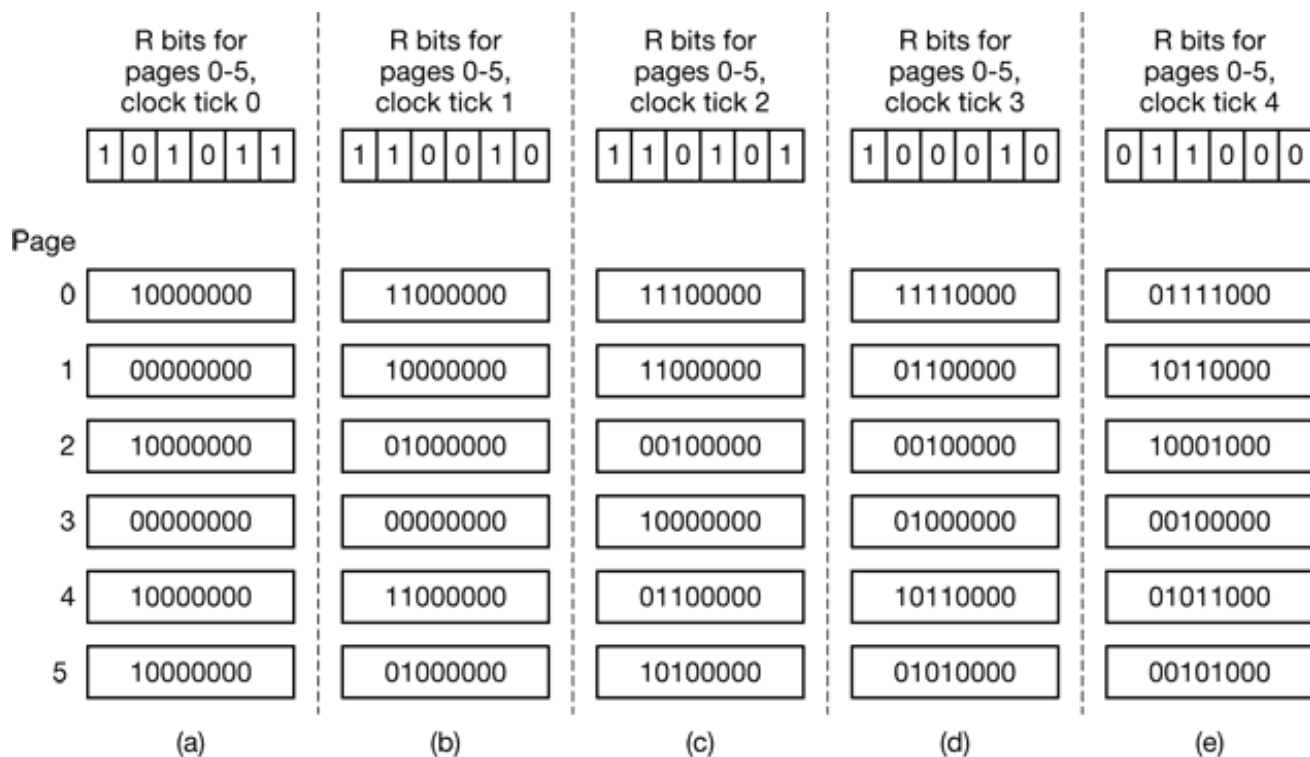 R bits for pages 0-5, clock tick 0
R bits for pages 0-5, clock tick 1
R bits for pages 0-5, clock tick 2
R bits for pages 0-5, clock tick 3
R bits for pages 0-5, clock tick 4
1 0 1 0 1 1
1 1 0 0 1 0
1 1 0 1 0 1
1 0 0 0 1 0
0 1 1 0 0 0
Page
0 10000000 11000000 11100000 11110000 01111000
1 00000000 10000000 11000000 01100000 10110000
2 10000000 01000000 00100000 00100000 10001000
3 00000000 00000000 10000000 01000000 00100000
4 10000000 11000000 01100000 10110000 01011000
5 10000000 01000000 10100000 01010000 00101000
(a) (b) (c) (d) (e)